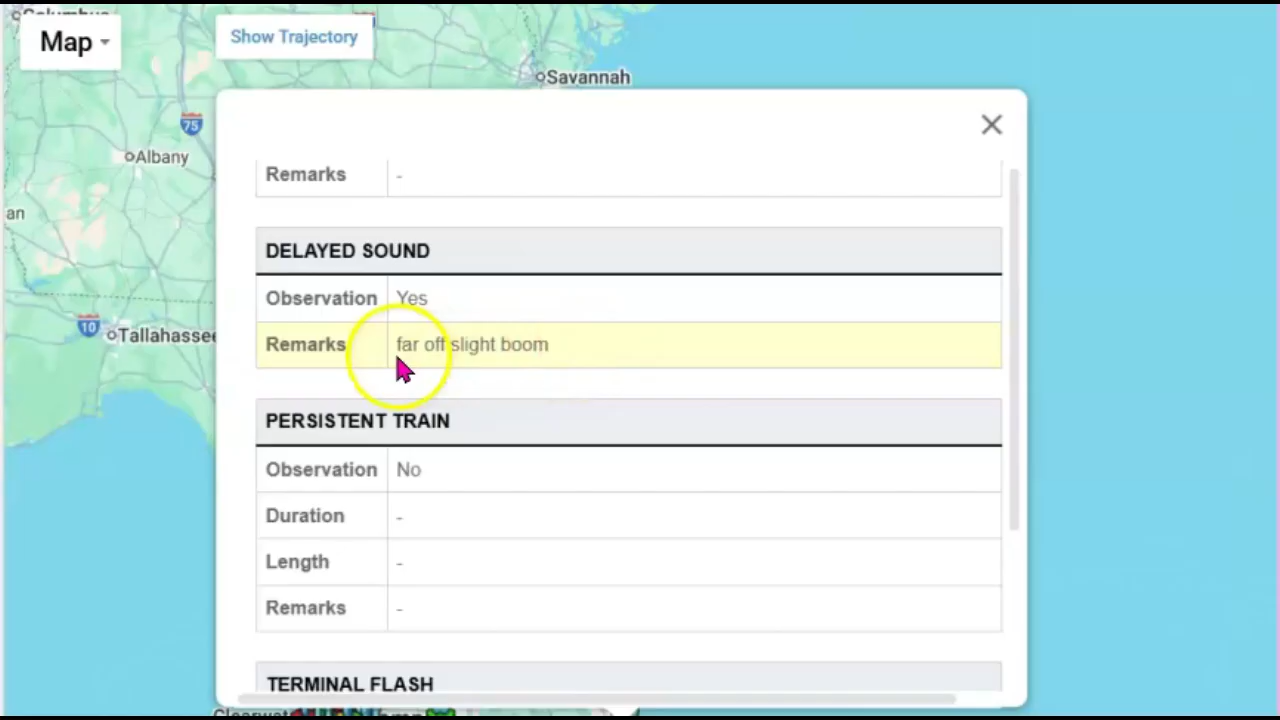 Columbus
Map
Show Trajectory
Savannah
75
Albany
an
Remarks -
DELAYED SOUND
Observation Yes
10
Tallahassee
Remarks far off slight boom
PERSISTENT TRAIN
Observation No
Duration -
Length -
Remarks -
TERMINAL FLASH